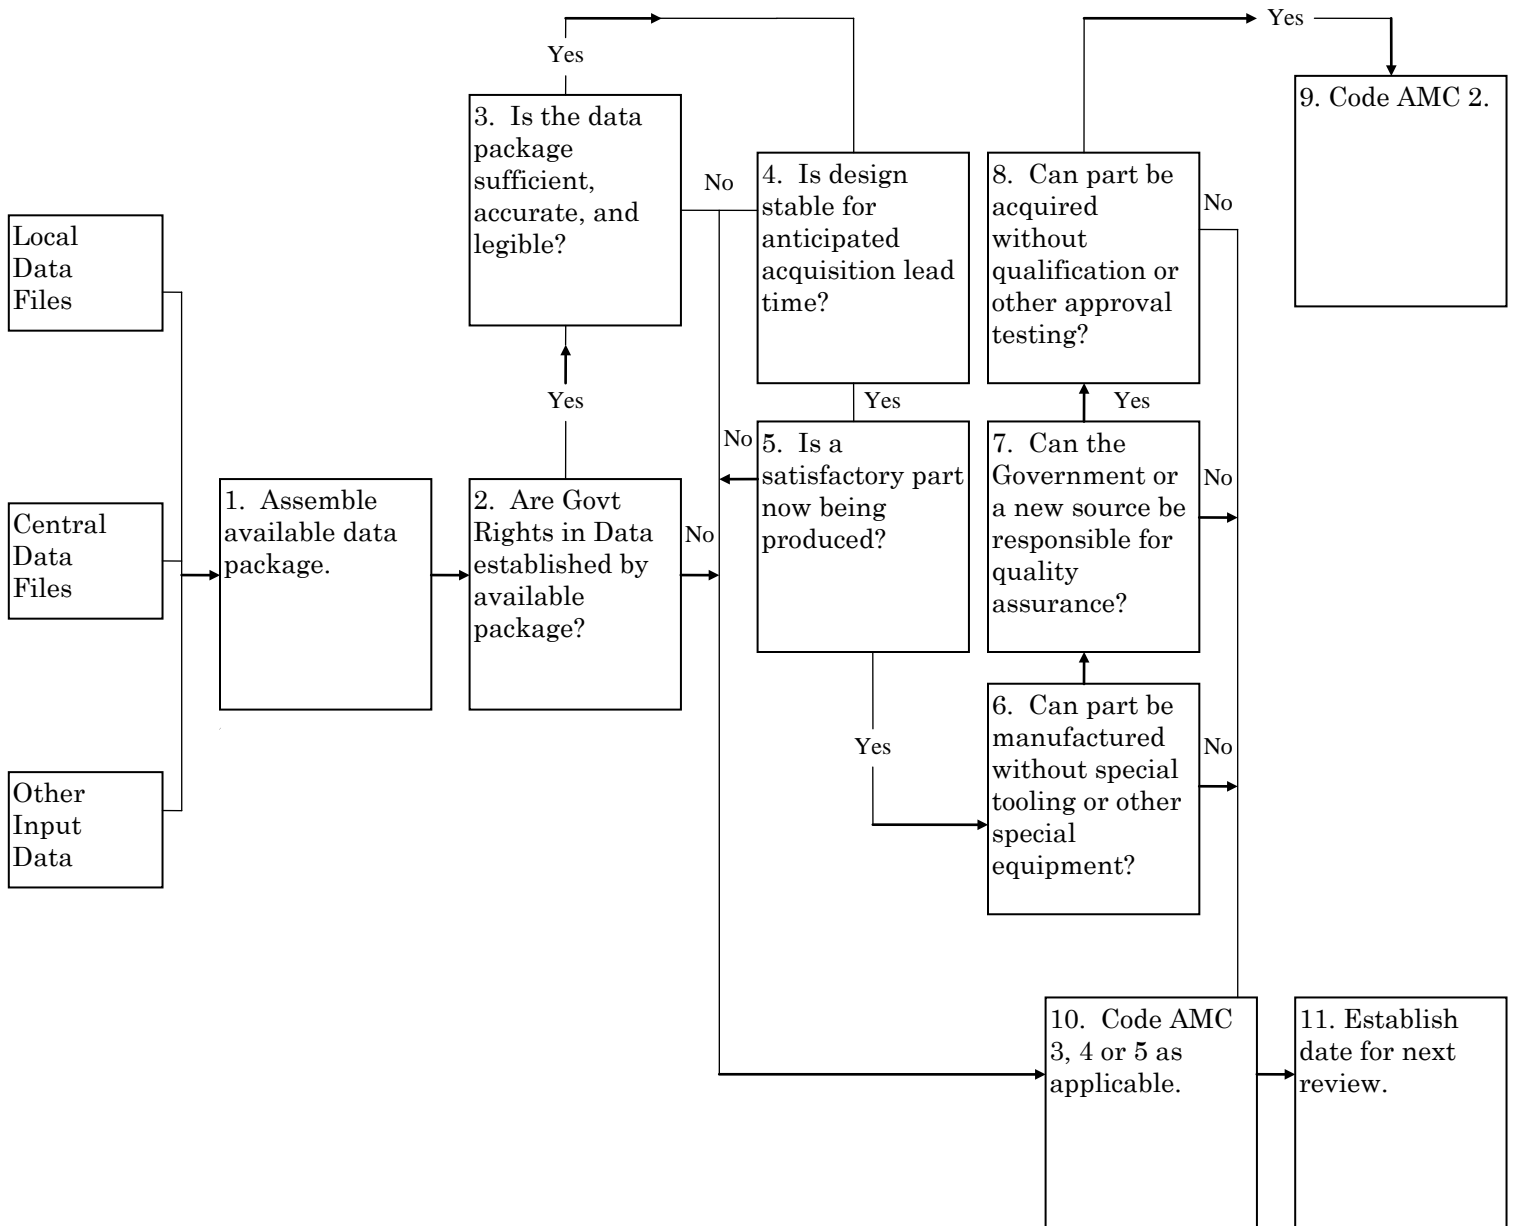 Local
Data
Files
Central
Data
Files
Other
Input
Data
1.  Assemble
available data
package.
2.  Are Govt
Rights in Data
established by
available
package?
No
Yes
3.  Is the data
package
sufficient,
accurate, and
legible?
No
Yes
4.  Is design
stable for
anticipated
acquisition lead
time?
Yes
No
5.  Is a
satisfactory part
now being
produced?
Yes
6.  Can part be
manufactured
without special
tooling or other
special
equipment?
No
7.  Can the
Government or
a new source be
responsible for
quality
assurance?
No
Yes
8.  Can part be
acquired
without
qualification or
other approval
testing?
No
Yes
9. Code AMC 2.
10.  Code AMC
3, 4 or 5 as
applicable.
11. Establish
date for next
review.